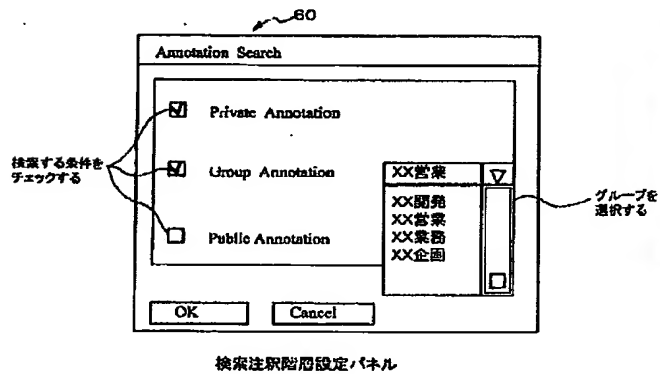 60
Annotation Search
Private Annotation
検索する条件を
チェックする
Group Annotation
XX営業
グループを
選択する
XX開発
XX営業
XX業務
XX企画
Public Annotation
OK
Cancel
検索注釈階層設定パネル